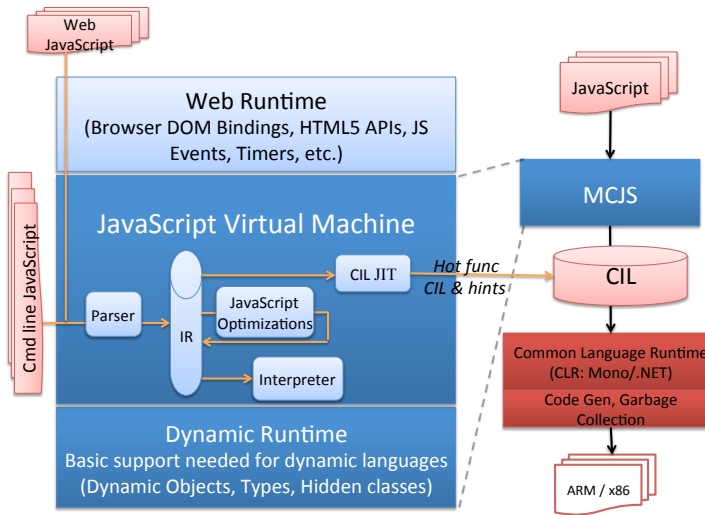 Web
JavaScript
Web Runtime
(Browser DOM Bindings, HTML5 APIs, JS
Events, Timers, etc.)
JavaScript Virtual Machine
CIL JIT
Hot func
CIL & hints
JavaScript
Optimizations
Parser
IR
Interpreter
Cmd line JavaScript
Dynamic Runtime
Basic support needed for dynamic languages
(Dynamic Objects, Types, Hidden classes)
JavaScript
MCJS
CIL
Common Language Runtime
(CLR: Mono/.NET)
Code Gen, Garbage
Collection
ARM / x86